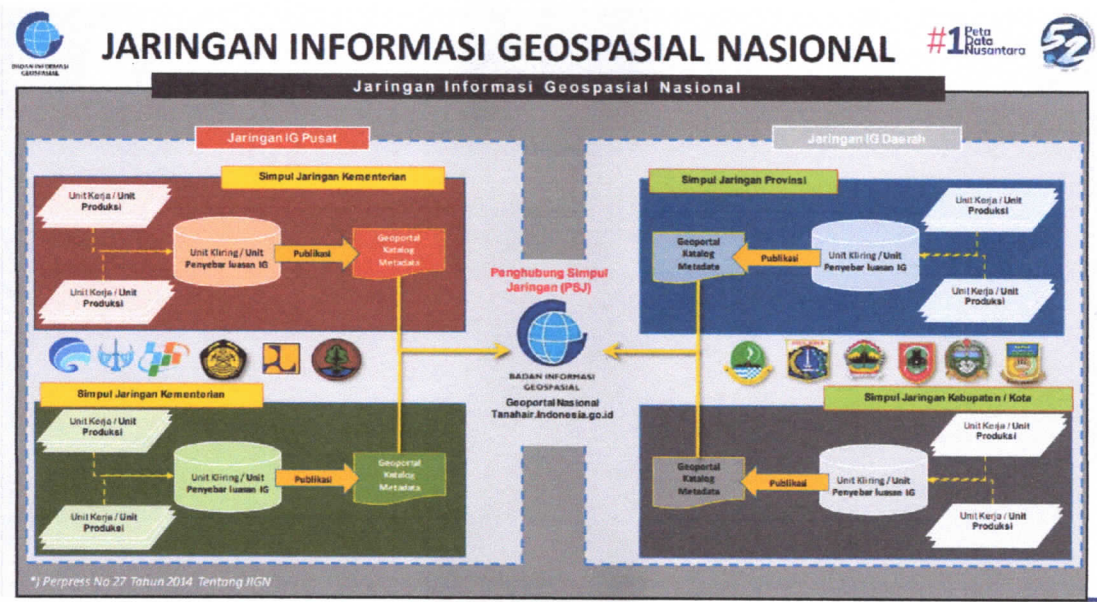 BADAN INFORMASI
GEOSPASIAL
JARINGAN INFORMASI GEOSPASIAL NASIONAL
#1
Peta
Data
Nusantara
52
Jaringan Informasi Geospasial Nasional
Jaringan IG Pusat
Simpul Jaringan Kementerian
Unit Kerja / Unit
Produksi
Unit Kliring / Unit
Penyebar luasan IG
Publikasi
Geoportal
Katalog
Metadata
Unit Kerja / Unit
Produksi
Simpul Jaringan Kementerian
Unit Kerja / Unit
Produksi
Unit Kliring / Unit
Penyebar luasan IG
Publikasi
Geoportal
Katalog
Metadata
Unit Kerja / Unit
Produksi
Penghubung Simpul
Jaringan (PSJ)
BADAN INFORMASI
GEOSPASIAL
Geoportal Nasional
Tanahair.Indonesia.go.id
Jaringan IG Daerah
Simpul Jaringan Provinsi
Unit Kerja / Unit
Produksi
Geoportal
Katalog
Metadata
Publikasi
Unit Kliring / Unit
Penyebar luasan IG
Unit Kerja / Unit
Produksi
Simpul Jaringan Kabupaten / Kota
Unit Kerja / Unit
Produksi
Geoportal
Katalog
Metadata
Publikasi
Unit Kliring / Unit
Penyebar luasan IG
Unit Kerja / Unit
Produksi
*) Perpress No 27 Tahun 2014 Tentang JIGN